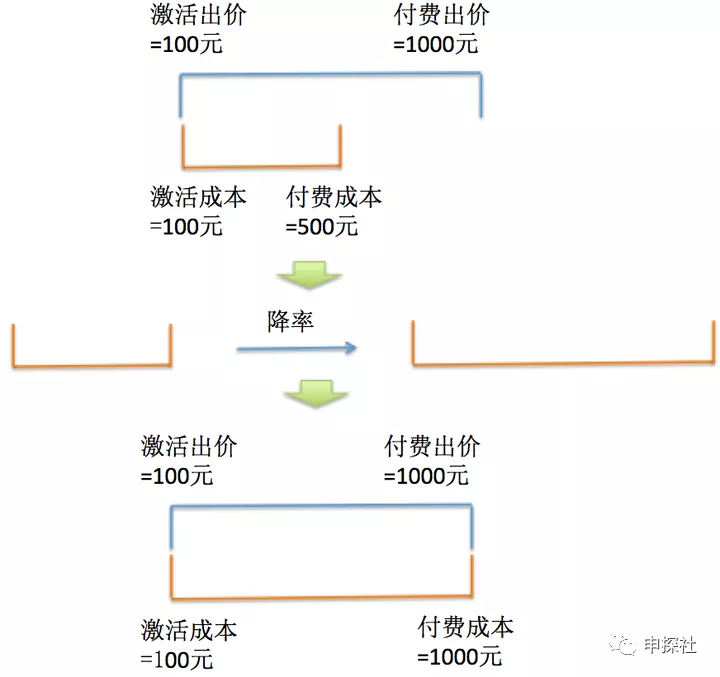 激活出价
=100元
付费出价
=1000元
激活成本
=100元
付费成本
=500元
降率
激活出价
=100元
付费出价
=1000元
激活成本
=100元
付费成本
=1000元
申探社